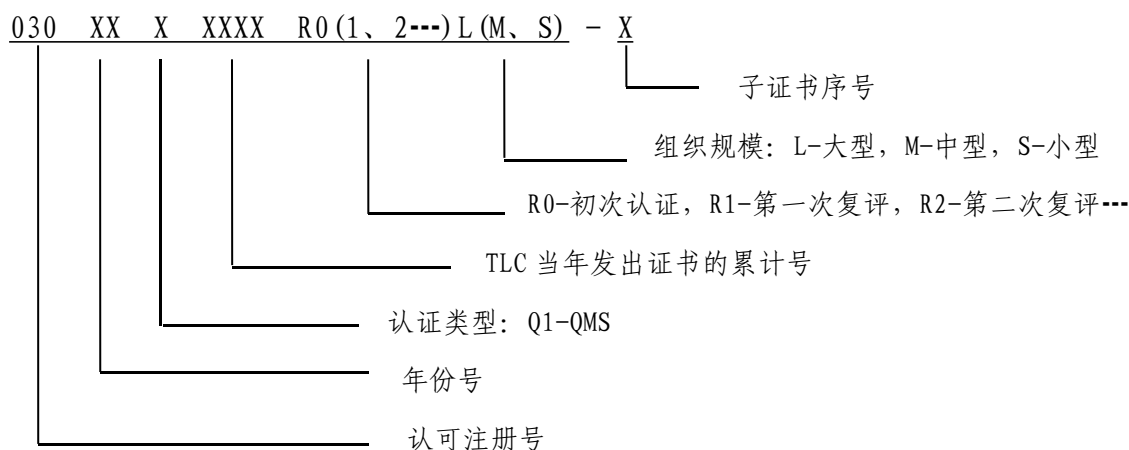 030 XX X XXXX R0(1、2---)L(M、S) - X
子证书序号
组织规模：L-大型，M-中型，S-小型
R0-初次认证，R1-第一次复评，R2-第二次复评---
TLC 当年发出证书的累计号
认证类型：Q1-QMS
年份号
认可注册号